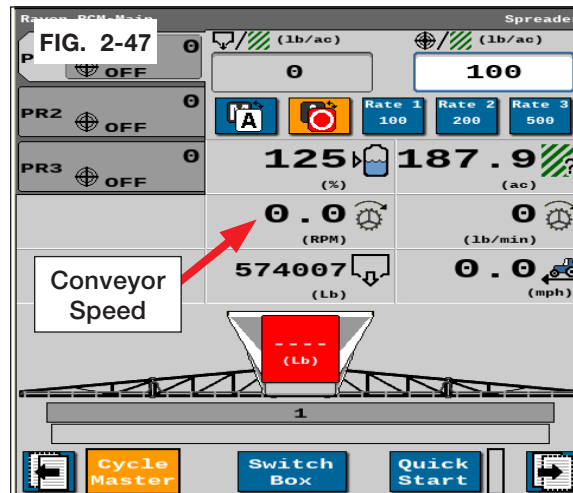 Raven RCM-Main Spreader
FIG. 2-47
P 0
OFF
(lb/ac) (lb/ac)
0 100
PR2 0
OFF
A
Rate 1 100
Rate 2 200
Rate 3 500
PR3 0
OFF
125 187.9
(%) (ac)
0.0 0
(RPM) (lb/min)
Conveyor
Speed
574007 0.0
(Lb) (mph)
----
(Lb)
1
Cycle
Master
Switch
Box
Quick
Start